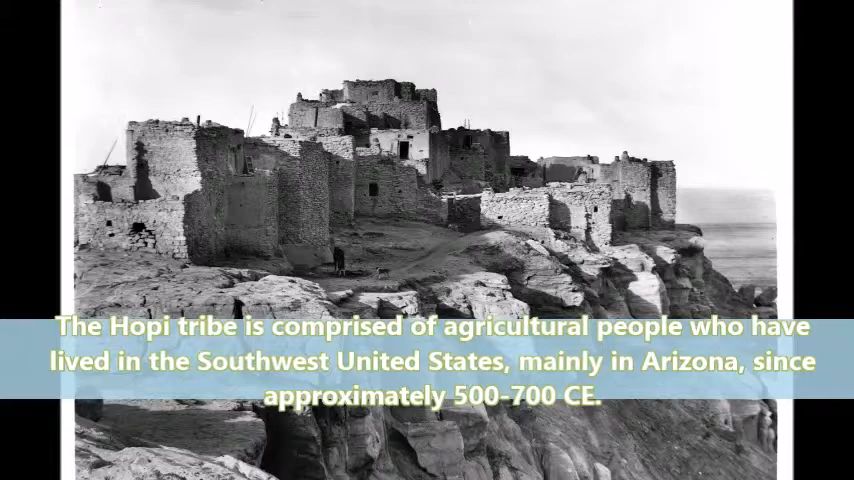 The Hopi tribe is comprised of agricultural people who have
lived in the Southwest United States, mainly in Arizona, since
approximately 500-700 CE.